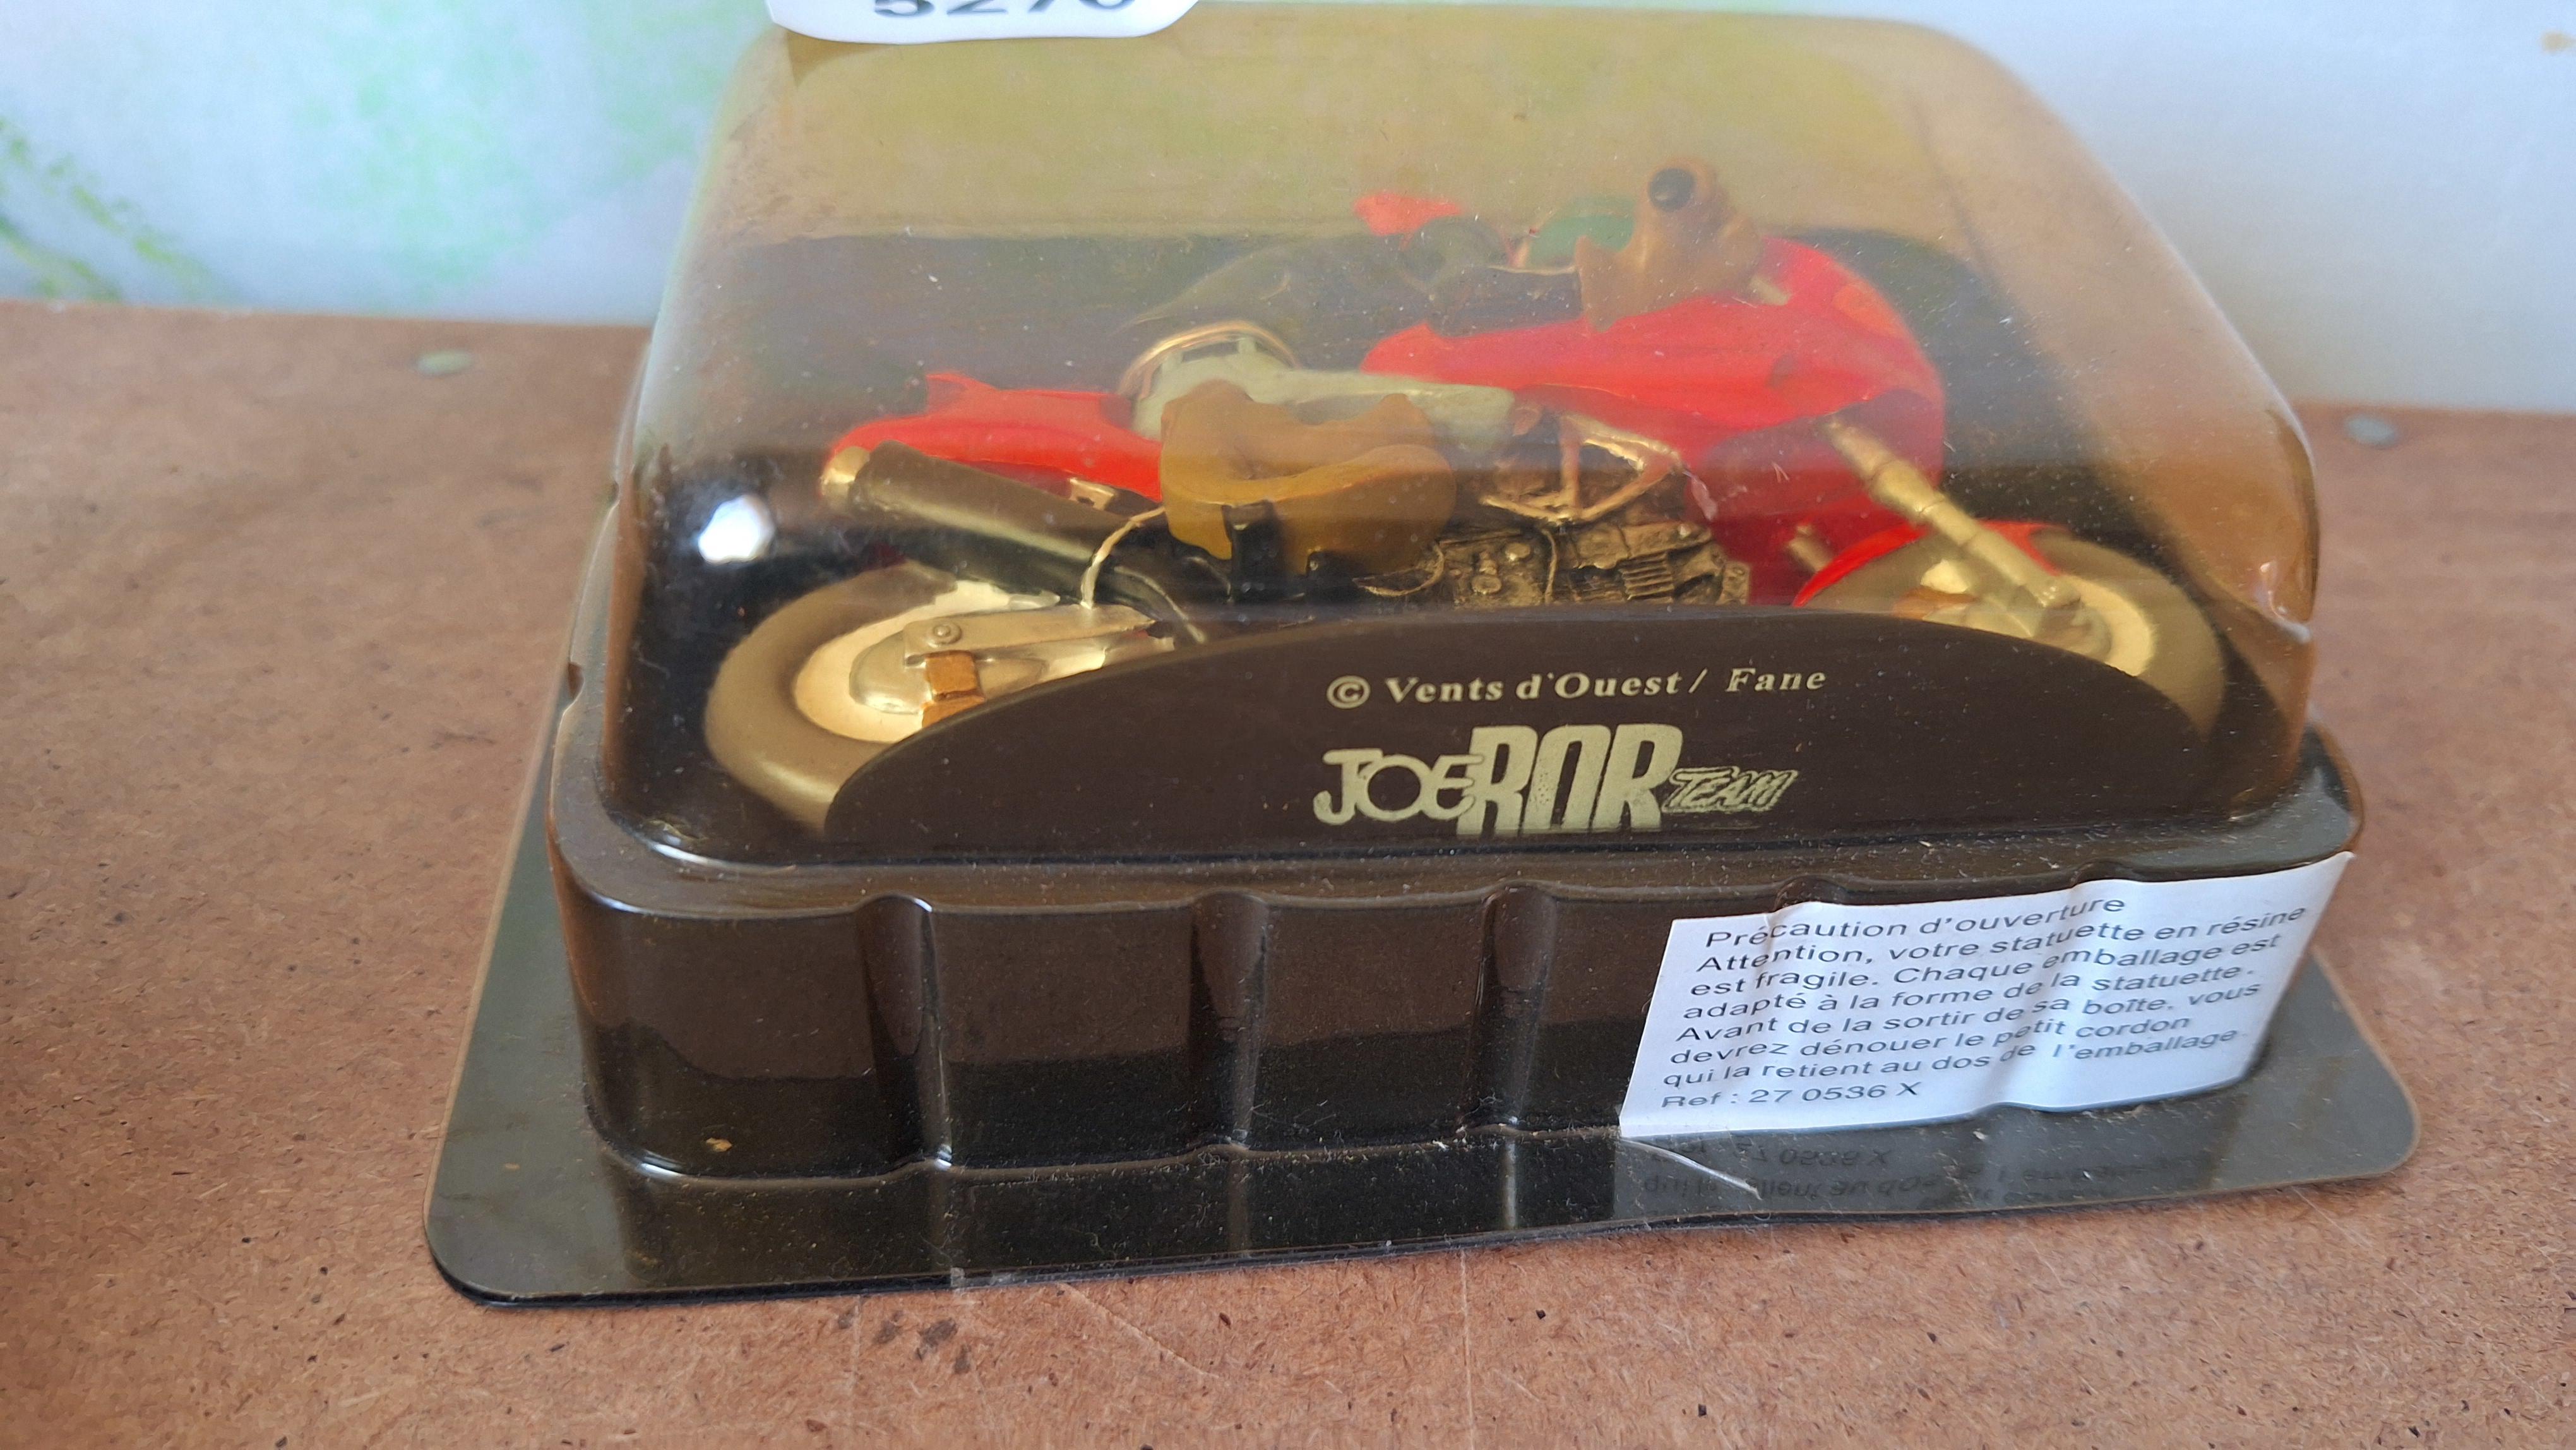 5270
© Vents d'Ouest / Fane
JOE BAR TEAM
Précaution d'ouverture
Attention, votre statuette en résine
est fragile. Chaque emballage est
adapté à la forme de la statuette.
Avant de la sortir de sa boîte, vous
devrez dénouer le petit cordon
qui la retient au dos de l'emballage.
Ref : 27 0536 X